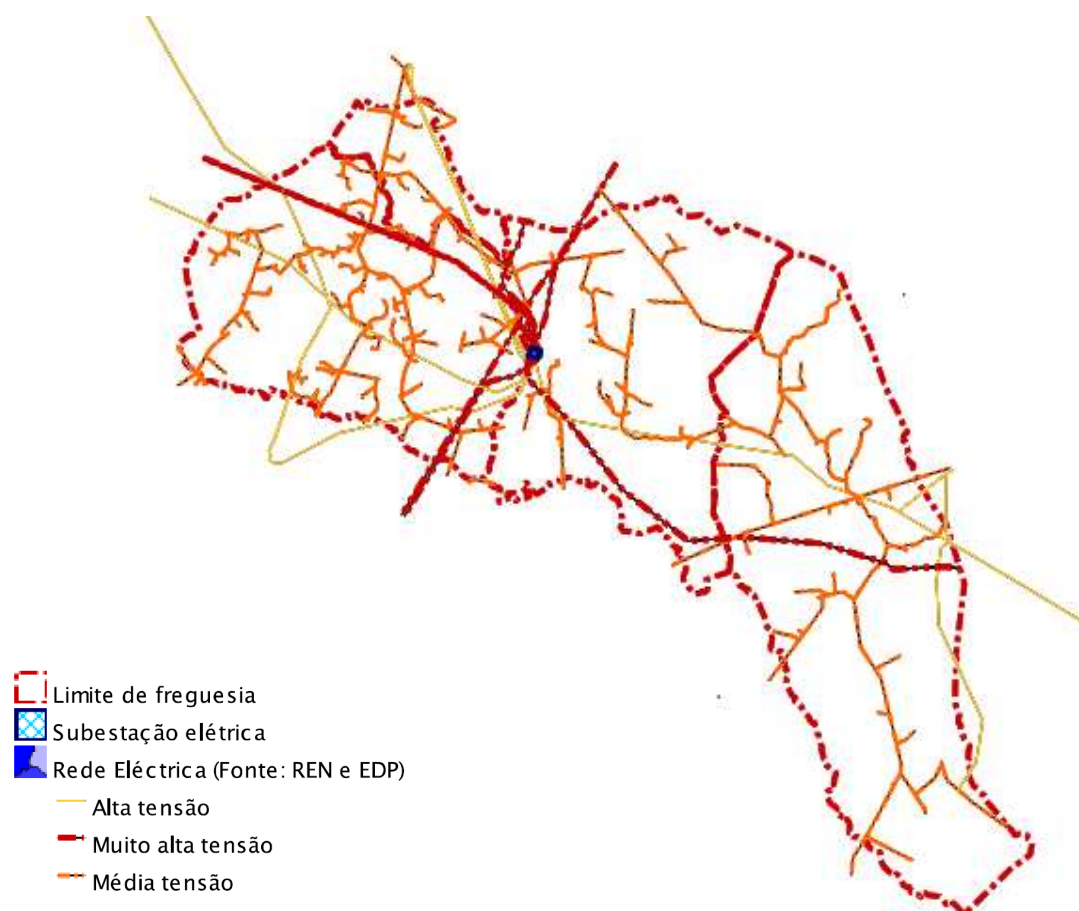 Limite de freguesia
Subestação elétrica
Rede Eléctrica (Fonte: REN e EDP)
Alta tensão
Muito alta tensão
Média tensão